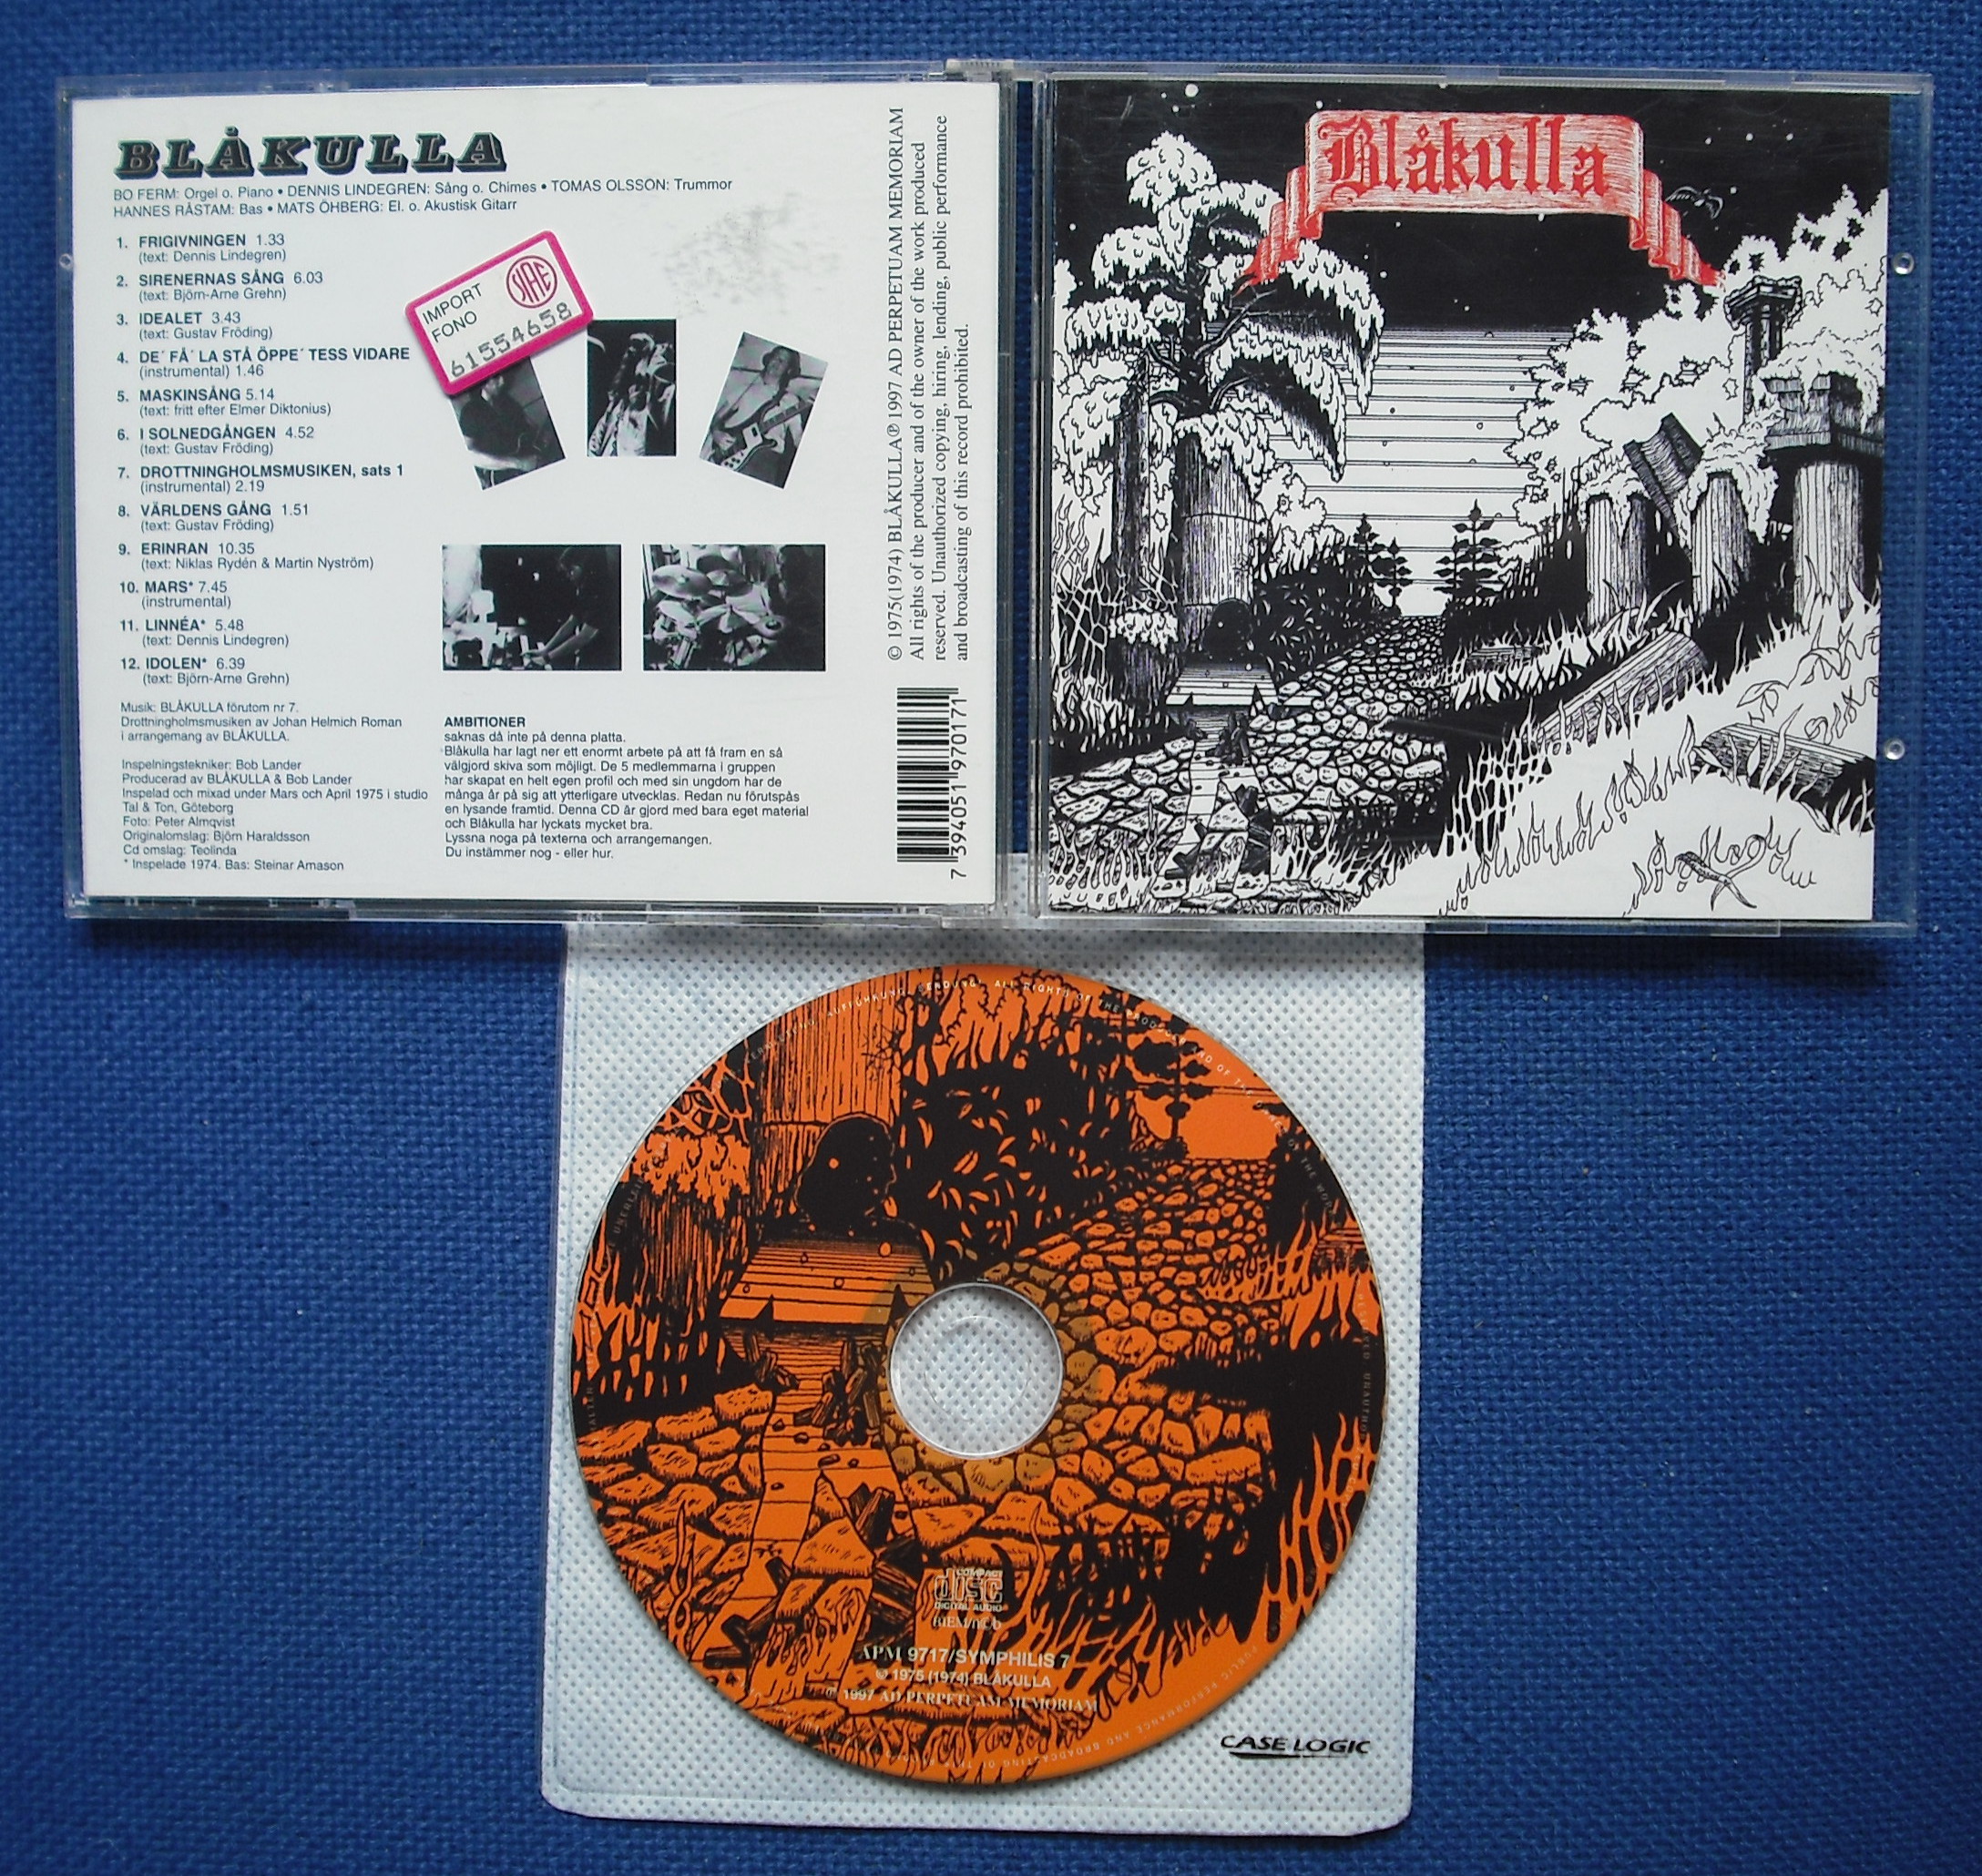 BLÅKULLA
BO FERM: Orgel o. Piano • DENNIS LINDEGREN: Sång o. Chimes • TOMAS OLSSON: Trummor
HANNES RÅSTAM: Bas • MATS ÖHBERG: El. o. Akustisk Gitarr
1. FRIGIVNINGEN 1.33
(text: Dennis Lindegren)
2. SIRENERNAS SÅNG 6.03
(text: Björn-Arne Grehn)
3. IDEALET 3.43
(text: Gustav Fröding)
4. DE´ FÅ´ LA STÅ ÖPPE´ TESS VIDARE
(instrumental) 1.46
5. MASKINSÅNG 5.14
(text: fritt efter Elmer Diktonius)
6. I SOLNEDGÅNGEN 4.52
(text: Gustav Fröding)
7. DROTTNINGHOLMSMUSIKEN, sats 1
(instrumental) 2.19
8. VÄRLDENS GÅNG 1.51
(text: Gustav Fröding)
9. ERINRAN 10.35
(text: Niklas Rydén & Martin Nyström)
10. MARS* 7.45
(instrumental)
11. LINNÉA* 5.48
(text: Dennis Lindegren)
12. IDOLEN* 6.39
(text: Björn-Arne Grehn)
Musik: BLÅKULLA förutom nr 7.
Drottningholmsmusiken av Johan Helmich Roman
i arrangemang av BLÅKULLA.
Inspelningstekniker: Bob Lander
Producerad av BLÅKULLA & Bob Lander
Inspelad och mixad under Mars och April 1975 i studio
Tal & Ton, Göteborg
Foto: Peter Almqvist
Originalomslag: Björn Haraldsson
Cd omslag: Teolinda
* Inspelade 1974. Bas: Steinar Arnason
IMPORT
FONO
SIAE
61554658
AMBITIONER
saknas då inte på denna platta.
Blåkulla har lagt ner ett enormt arbete på att få fram en så
välgjord skiva som möjligt. De 5 medlemmarna i gruppen
har skapat en helt egen profil och med sin ungdom har de
många år på sig att ytterligare utvecklas. Redan nu förutspås
en lysande framtid. Denna CD är gjord med bara eget material
och Blåkulla har lyckats mycket bra.
Lyssna noga på texterna och arrangemangen.
Du instämmer nog - eller hur.
© 1975(1974) BLÅKULLA ℗ 1997 AD PERPETUAM MEMORIAM
All rights of the producer and of the owner of the work produced
reserved. Unauthorized copying, hiring, lending, public performance
and broadcasting of this record prohibited.
7 394051 970171
Blåkulla
COMPACT
disc
DIGITAL AUDIO
APM 9717/SYMPHILIS 7
© 1975 (1974) BLÅKULLA
℗ 1997 AD PERPETUAM MEMORIAM
CASE LOGIC